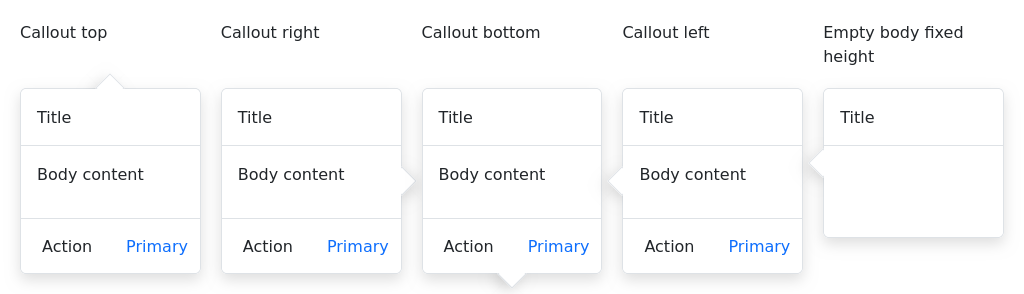 Callout top
Callout right
Callout bottom
Callout left
Empty body fixed
height
Title
Title
Title
Title
Title
Body content
Body content
Body content
Body content
Action Primary
Action Primary
Action Primary
Action Primary